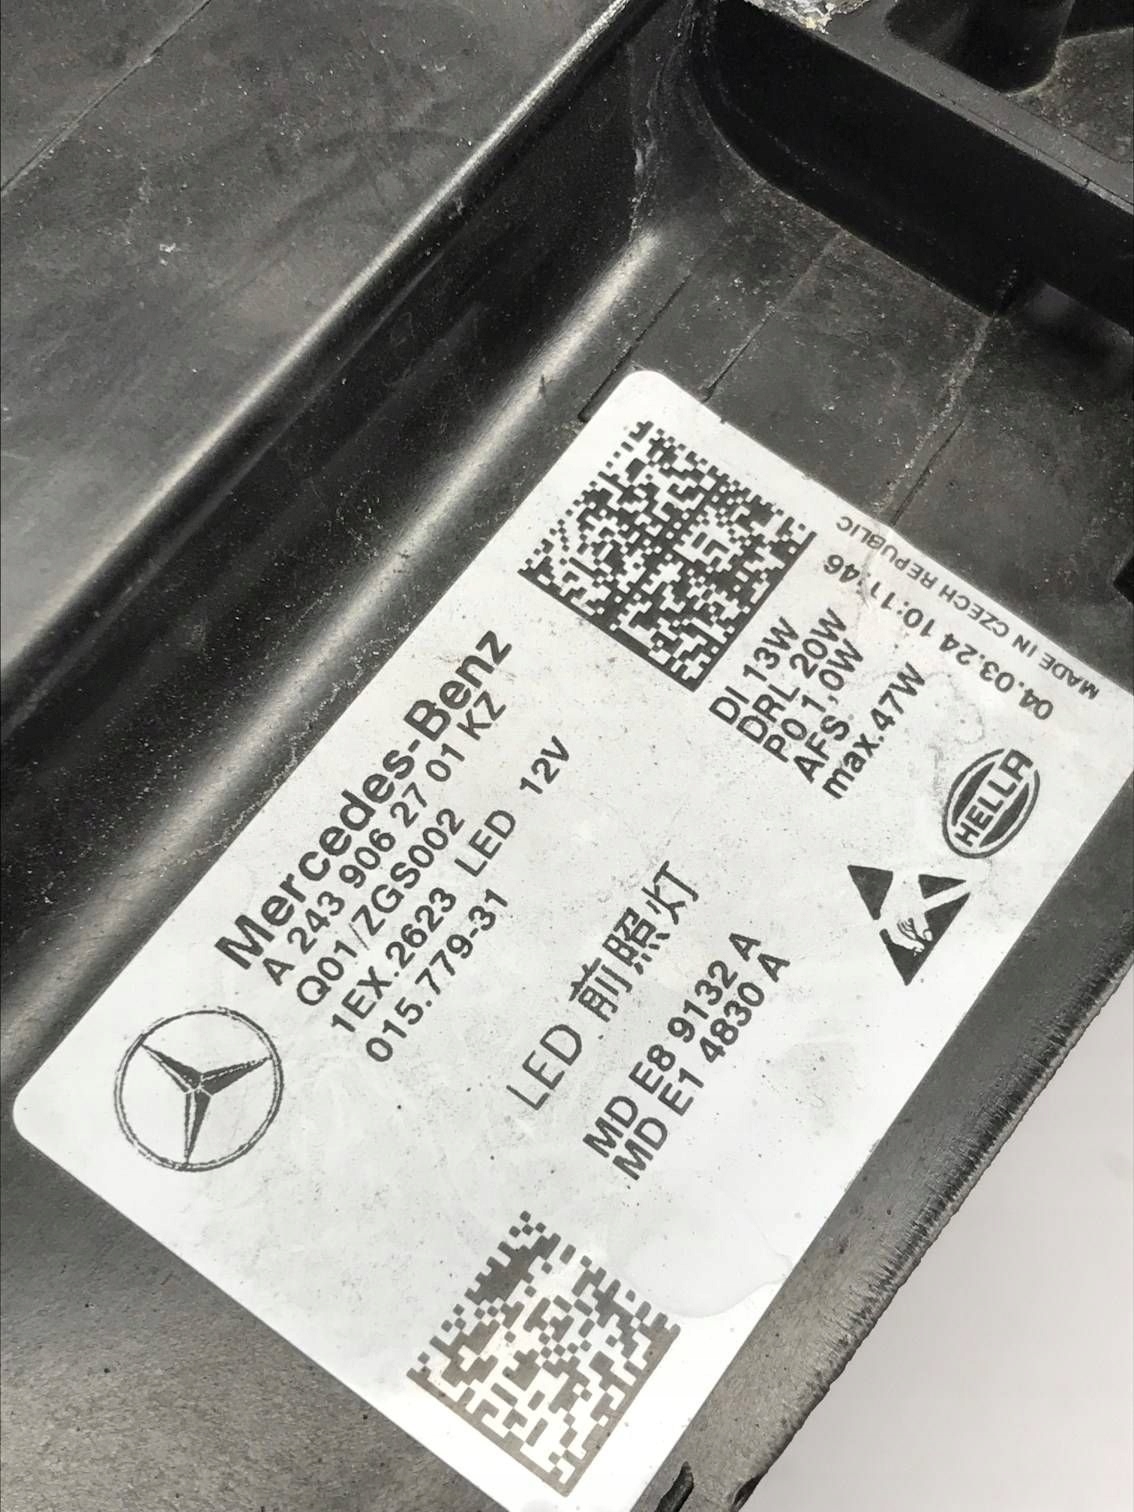 Mercedes-Benz
A 243 906 27 01 KZ
Q01/ZGS002
1EX.2623 LED 12V
015.779-31
LED 前照灯
MD E8 9132 A
MD E1 4830 A
DI 13W
DRL 20W
PO 1,0W
AFS
max.47W
HELLA
04.03.24 10:11:46
MADE IN CZECH REPUBLIC